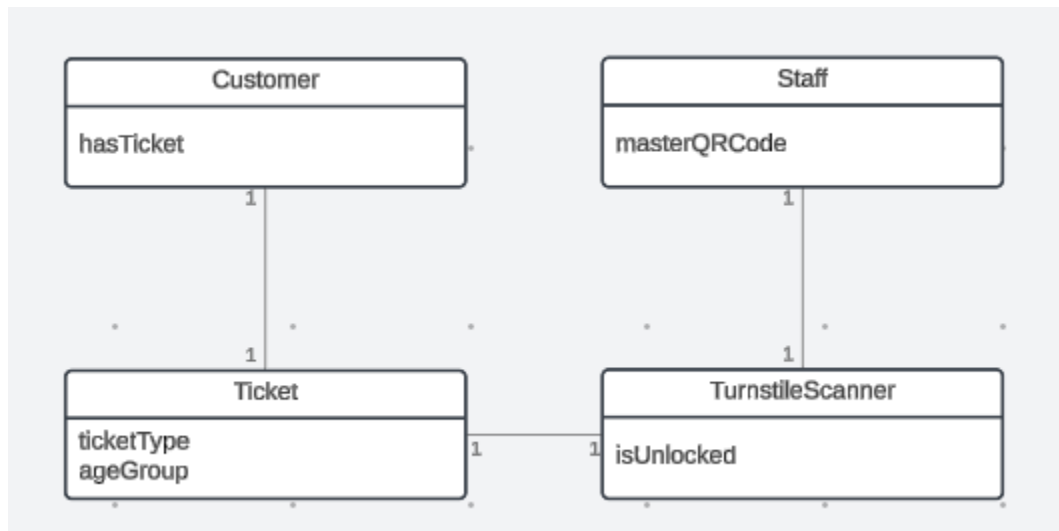 Customer
hasTicket
1
1
Ticket
ticketType
ageGroup
1
Staff
masterQRCode
1
1
TurnstileScanner
1
isUnlocked